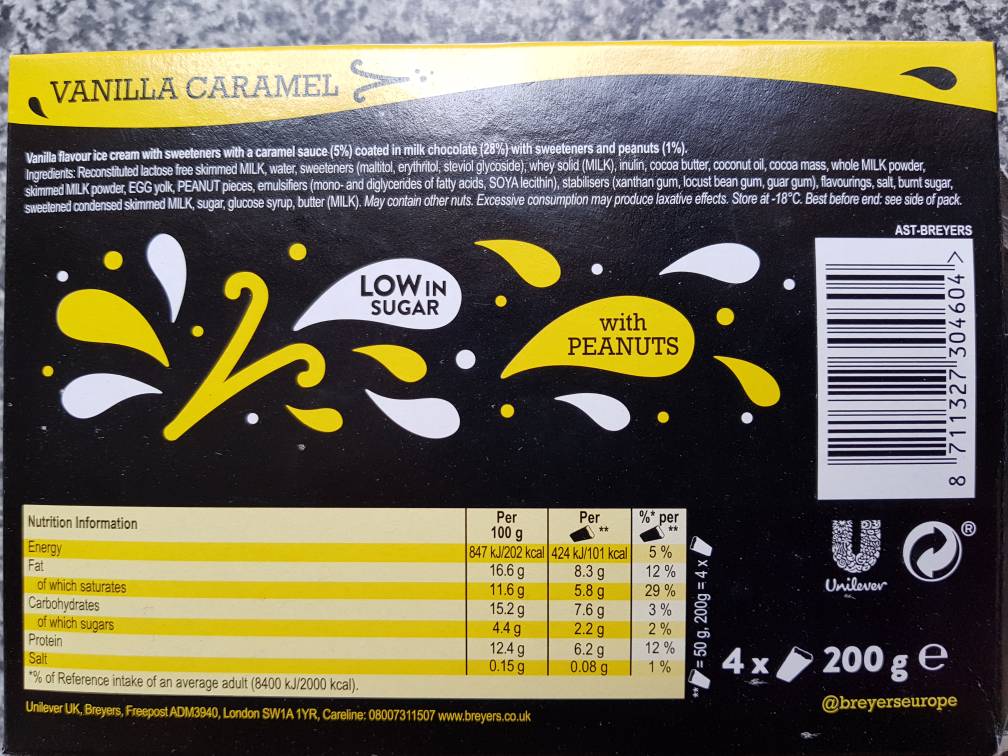 VANILLA CARAMEL
Vanilla flavour ice cream with sweeteners with a caramel sauce (5%) coated in milk chocolate (28%) with sweeteners and peanuts (1%).
Ingredients: Reconstituted lactose free skimmed MILK, water, sweeteners (maltitol, erythritol, steviol glycoside), whey solid (MILK), inulin, cocoa butter, coconut oil, cocoa mass, whole MILK powder,
skimmed MILK powder, EGG yolk, PEANUT pieces, emulsifiers (mono- and diglycerides of fatty acids, SOYA lecithin), stabilisers (xanthan gum, locust bean gum, guar gum), flavourings, salt, burnt sugar,
sweetened condensed skimmed MILK, sugar, glucose syrup, butter (MILK). May contain other nuts. Excessive consumption may produce laxative effects. Store at -18°C. Best before end: see side of pack.
AST-BREYERS
LOW IN
SUGAR
with
PEANUTS
8 711327 304604 >
Nutrition Information Per 100 g Per ** %* per **
Energy 847 kJ/202 kcal 424 kJ/101 kcal 5 %
Fat 16.6 g 8.3 g 12 %
of which saturates 11.6 g 5.8 g 29 %
Carbohydrates 15.2 g 7.6 g 3 %
of which sugars 4.4 g 2.2 g 2 %
Protein 12.4 g 6.2 g 12 %
Salt 0.15 g 0.08 g 1 %
*% of Reference intake of an average adult (8400 kJ/2000 kcal).
** = 50 g, 200g = 4 x
Unilever
®
4 x 200 g e
@breyerseurope
Unilever UK, Breyers, Freepost ADM3940, London SW1A 1YR, Careline: 08007311507 www.breyers.co.uk